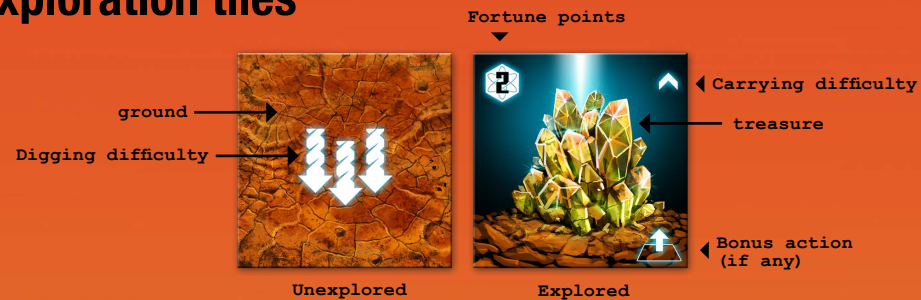 xploration tiles
Fortune points
2
Carrying difficulty
ground
treasure
Digging difficulty
Bonus action
(if any)
Unexplored
Explored